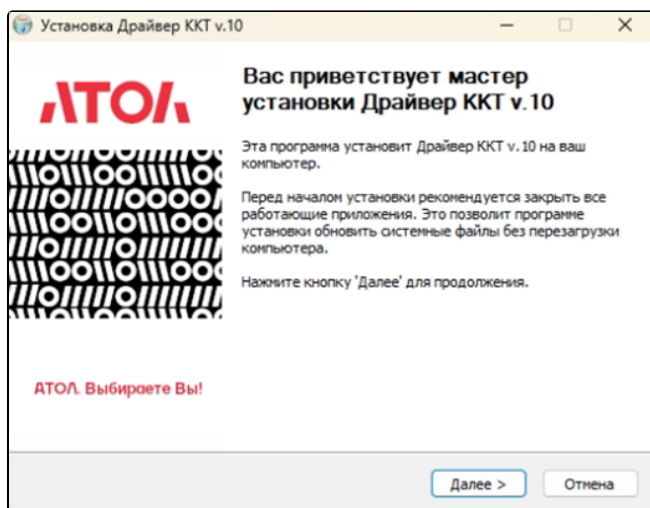 Установка Драйвер ККТ v.10
АТОЛ
Вас приветствует мастер
установки Драйвер ККТ v.10
Эта программа установит Драйвер ККТ v.10 на ваш
компьютер.
Перед началом установки рекомендуется закрыть все
работающие приложения. Это позволит программе
установки обновить системные файлы без перезагрузки
компьютера.
Нажмите кнопку 'Далее' для продолжения.
АТОЛ. Выбираете Вы!
Далее >
Отмена